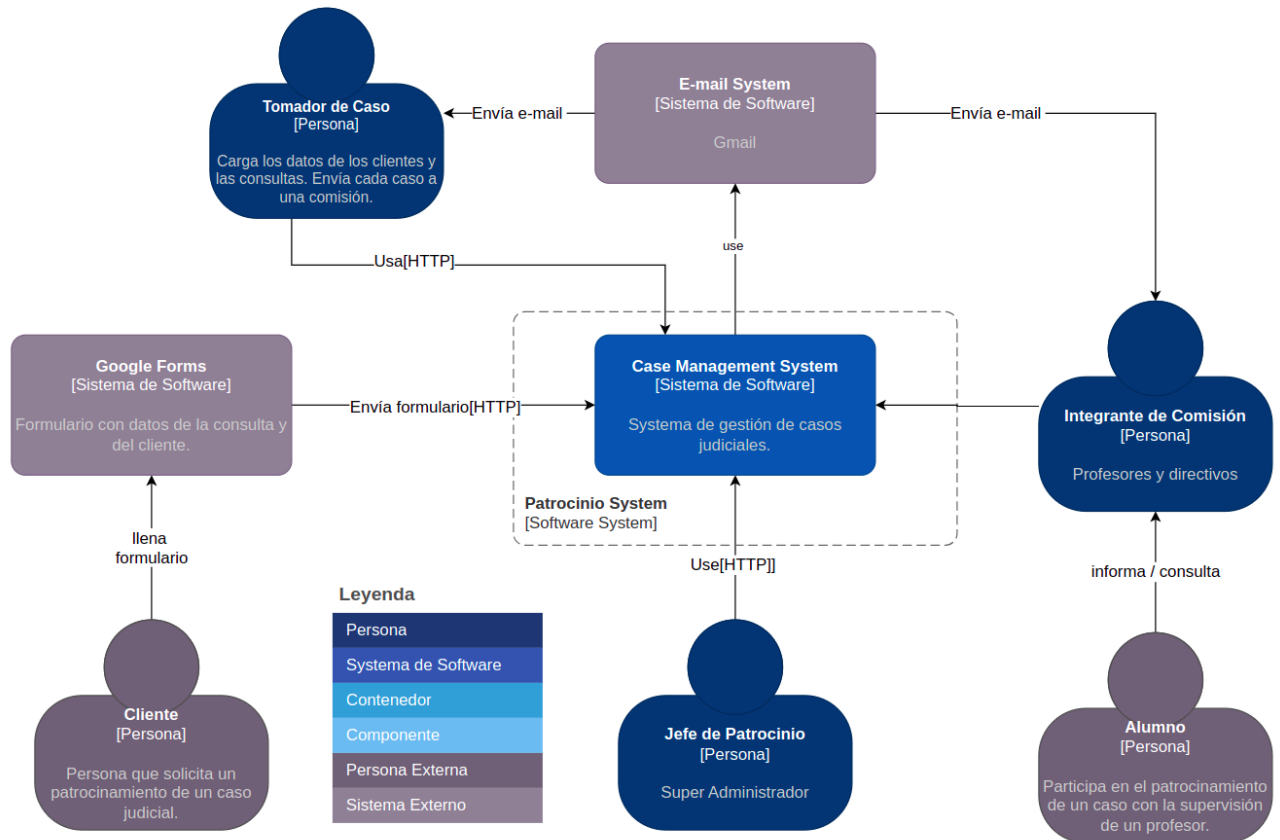 Tomador de Caso
[Persona]
Carga los datos de los clientes y
las consultas. Envía cada caso a
una comisión.
Envía e-mail
E-mail System
[Sistema de Software]
Gmail
Envía e-mail
Usa[HTTP]
use
Google Forms
[Sistema de Software]
Formulario con datos de la consulta y
del cliente.
Envía formulario[HTTP]
Case Management System
[Sistema de Software]
Systema de gestión de casos
judiciales.
Patrocinio System
[Software System]
Integrante de Comisión
[Persona]
Profesores y directivos
llena
formulario
Use[HTTP]]
informa / consulta
Leyenda
Persona
Systema de Software
Contenedor
Componente
Persona Externa
Sistema Externo
Cliente
[Persona]
Persona que solicita un
patrocinamiento de un caso
judicial.
Jefe de Patrocinio
[Persona]
Super Administrador
Alumno
[Persona]
Participa en el patrocinamiento
de un caso con la supervisión
de un profesor.